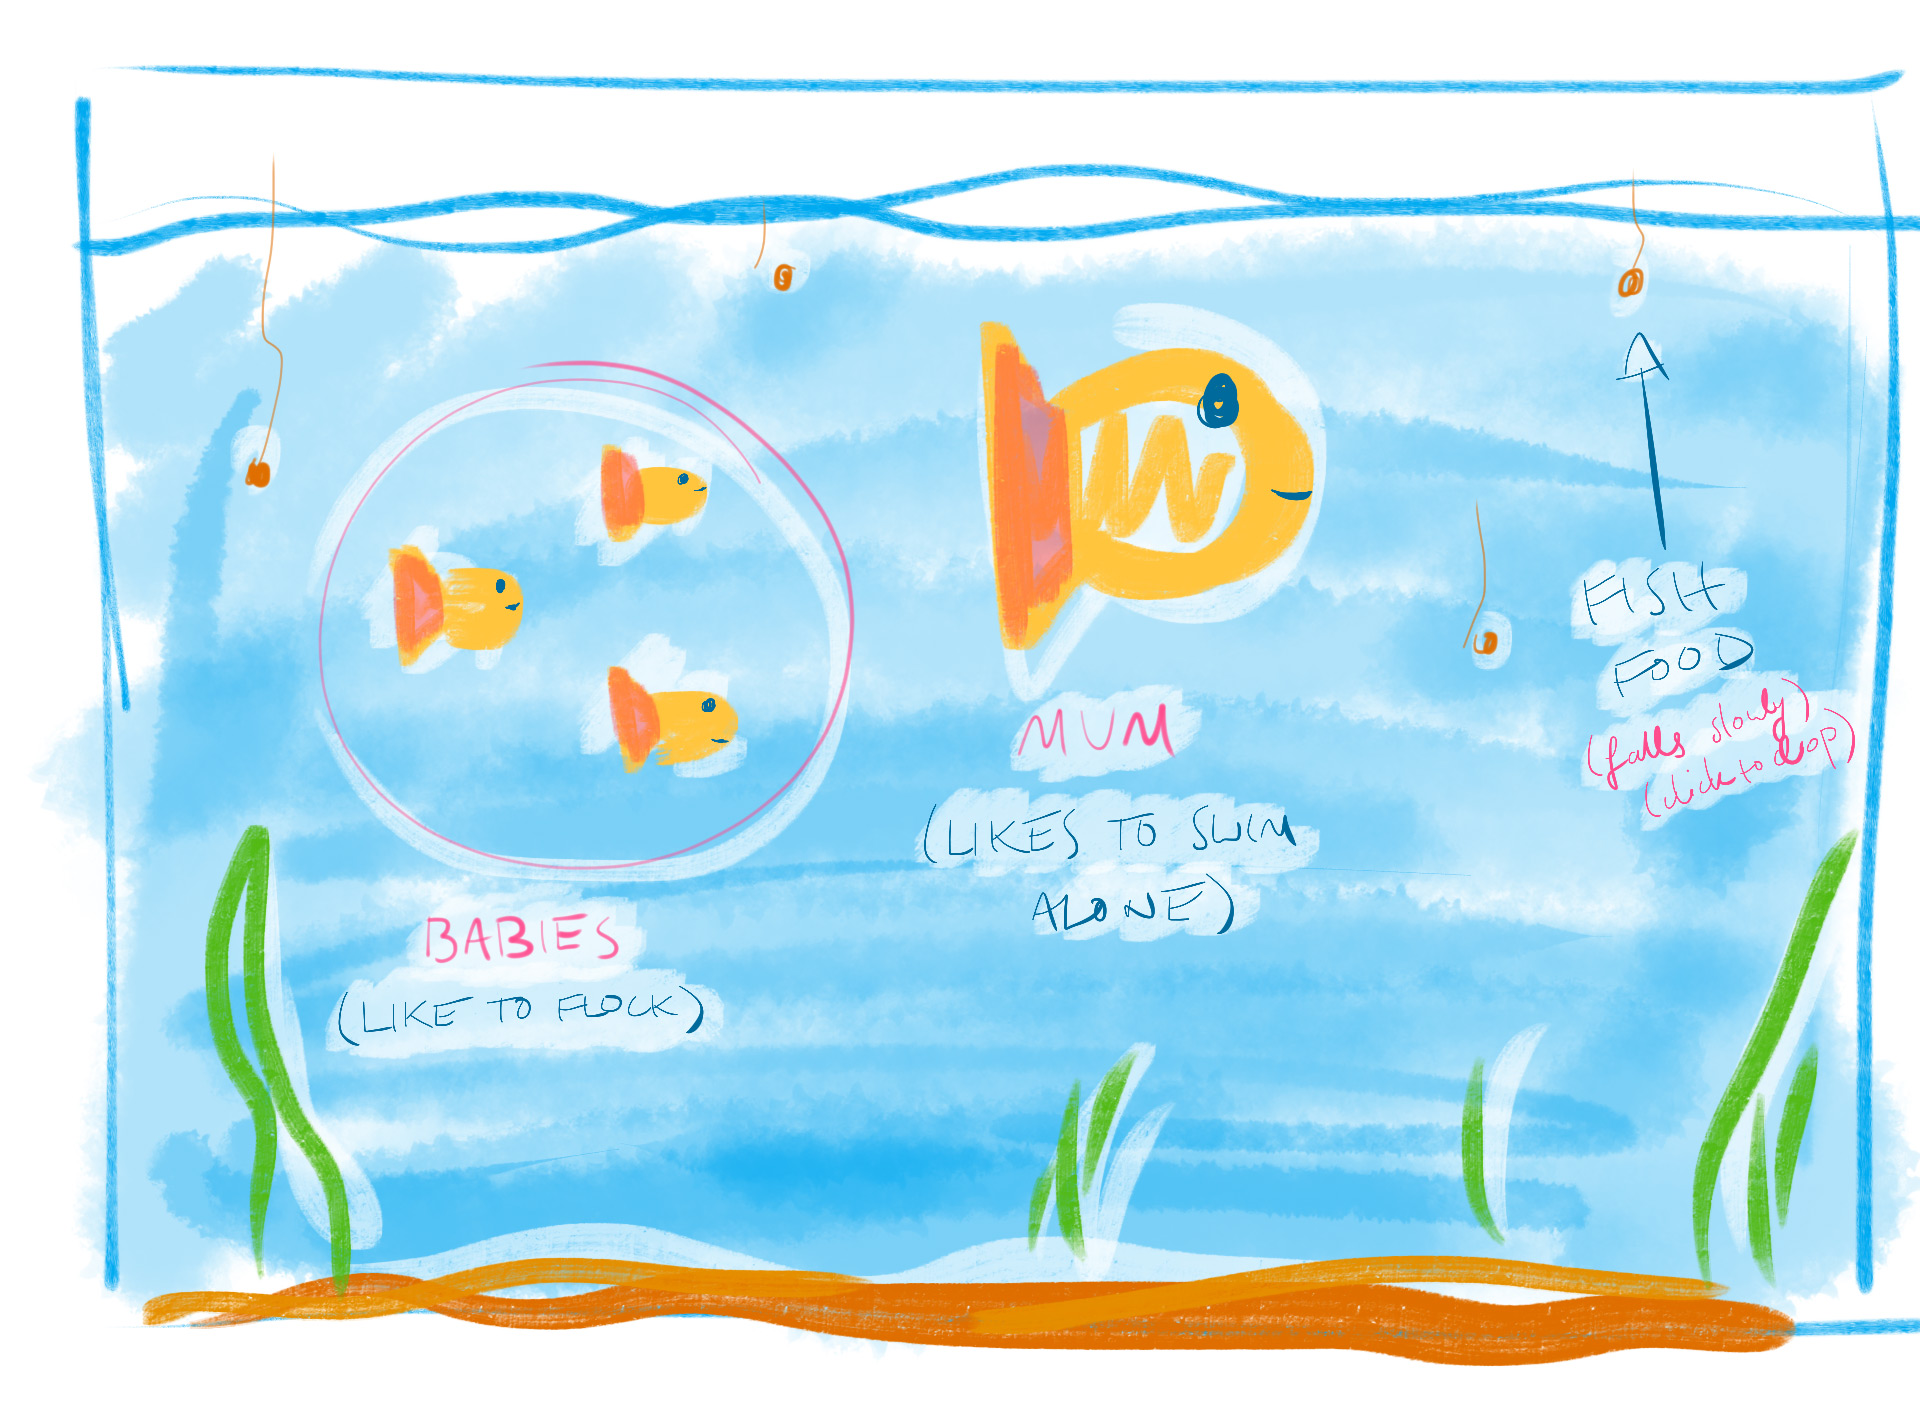 FISH
FOOD
(falls slowly)
(click to drop)
MUM
(LIKES TO SWIM
ALONE)
BABIES
(LIKE TO FLOCK)